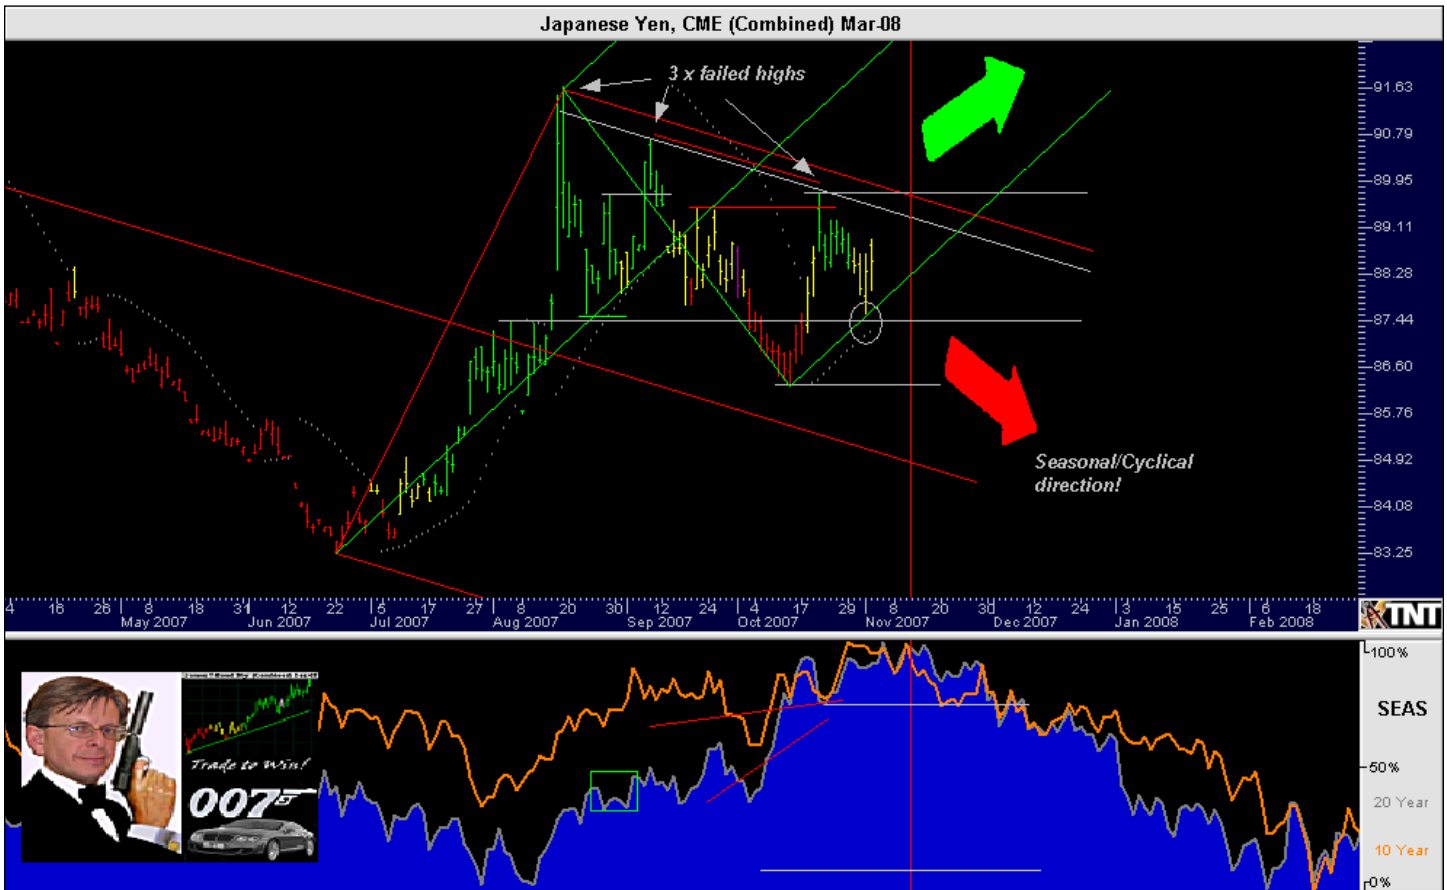 Japanese Yen, CME (Combined) Mar-08
3 x failed highs
91.63
90.79
89.95
89.11
88.28
87.44
86.60
85.76
84.92
84.08
83.25
Seasonal/Cyclical
direction!
4 16 26 8 18 31 12 22 5 17 27 8 20 30 12 24 4 17 29 8 20 30 12 24 3 15 25 6 18
May 2007 Jun 2007 Jul 2007 Aug 2007 Sep 2007 Oct 2007 Nov 2007 Dec 2007 Jan 2008 Feb 2008
TNT
100%
SEAS
50%
20 Year
10 Year
0%
Trade to Win!
007